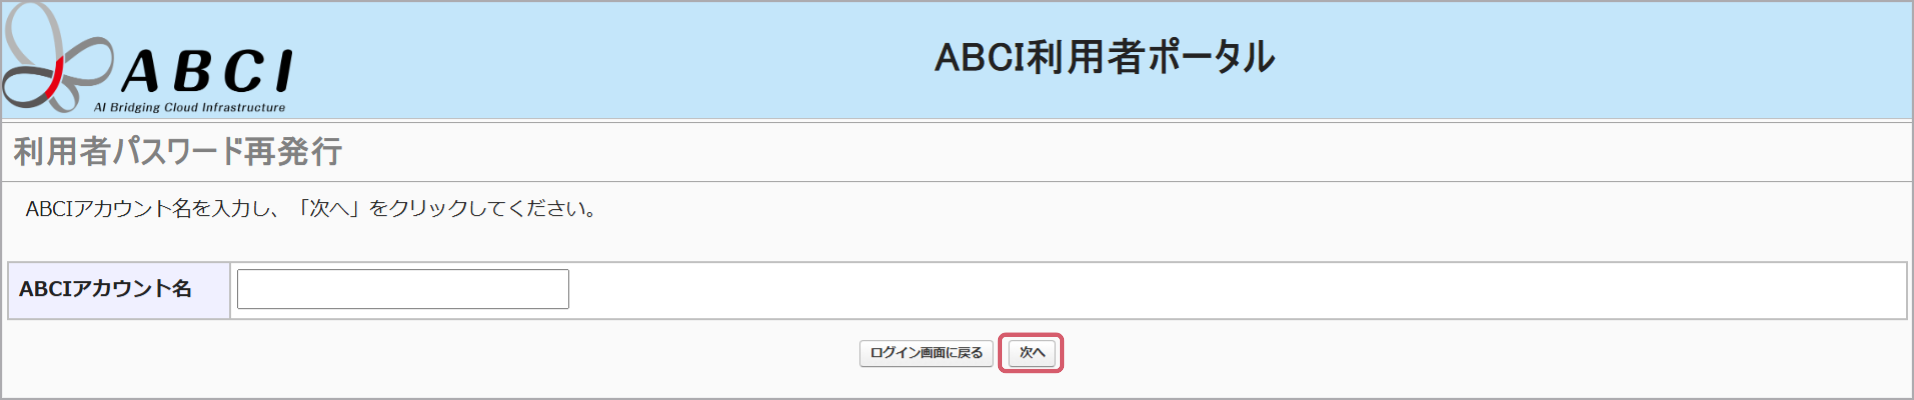 ABCI
AI Bridging Cloud Infrastructure
ABCI利用者ポータル
利用者パスワード再発行
ABCIアカウント名を入力し、「次へ」をクリックしてください。
ABCIアカウント名
ログイン画面に戻る
次へ